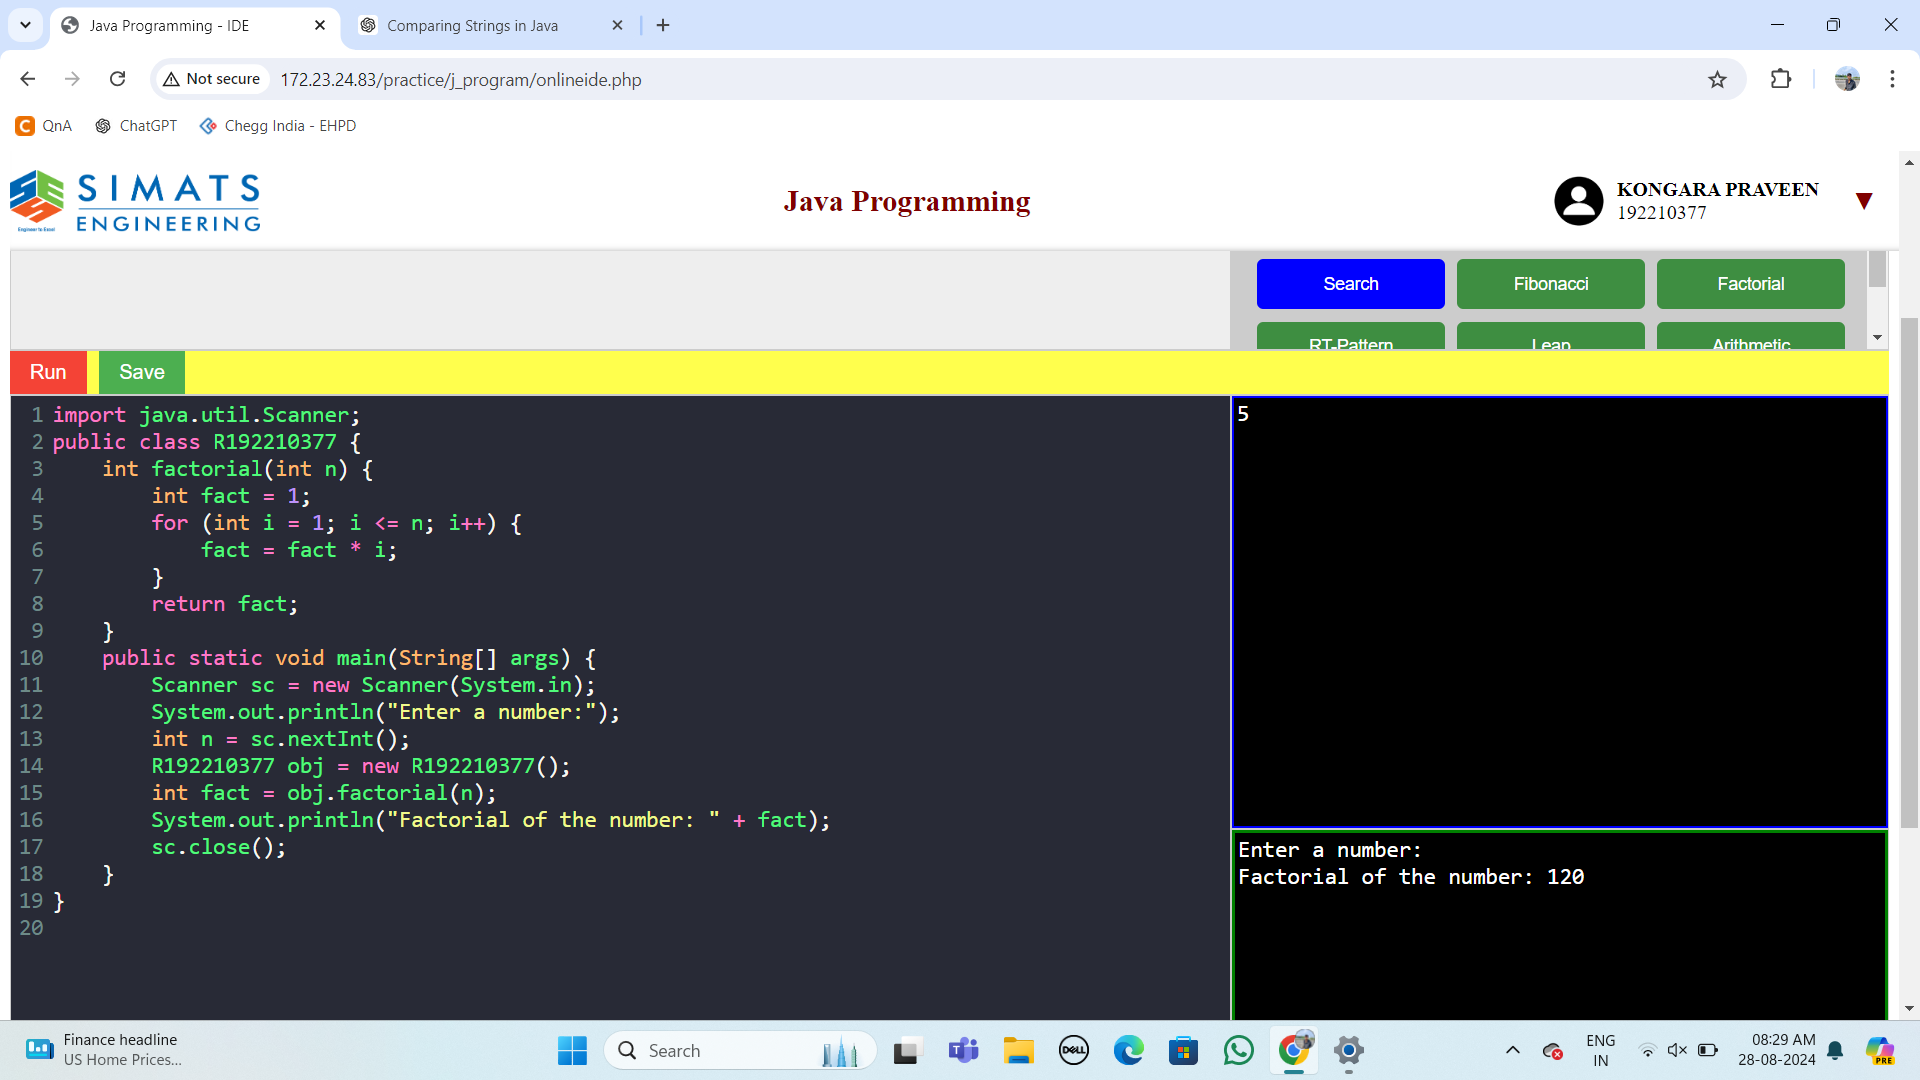 Java Programming - IDE
Comparing Strings in Java
Not secure
172.23.24.83/practice/j_program/onlineide.php
QnA
ChatGPT
Chegg India - EHPD
SIMATS
ENGINEERING
Engineer to Excel
Java Programming
KONGARA PRAVEEN
192210377
Search
Fibonacci
Factorial
RT-Pattern
Leap
Arithmetic
Run
Save
1 import java.util.Scanner;
2 public class R192210377 {
3     int factorial(int n) {
4         int fact = 1;
5         for (int i = 1; i <= n; i++) {
6             fact = fact * i;
7         }
8         return fact;
9     }
10     public static void main(String[] args) {
11         Scanner sc = new Scanner(System.in);
12         System.out.println("Enter a number:");
13         int n = sc.nextInt();
14         R192210377 obj = new R192210377();
15         int fact = obj.factorial(n);
16         System.out.println("Factorial of the number: " + fact);
17         sc.close();
18     }
19 }
20
5
Enter a number:
Factorial of the number: 120
Finance headline
US Home Prices...
Search
DELL
ENG
IN
08:29 AM
28-08-2024
PRE